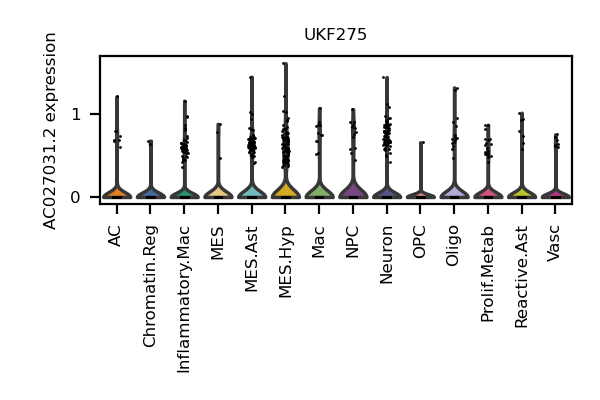 UKF275
AC027031.2 expression
1
0
AC
Chromatin.Reg
Inflammatory.Mac
MES
MES.Ast
MES.Hyp
Mac
NPC
Neuron
OPC
Oligo
Prolif.Metab
Reactive.Ast
Vasc